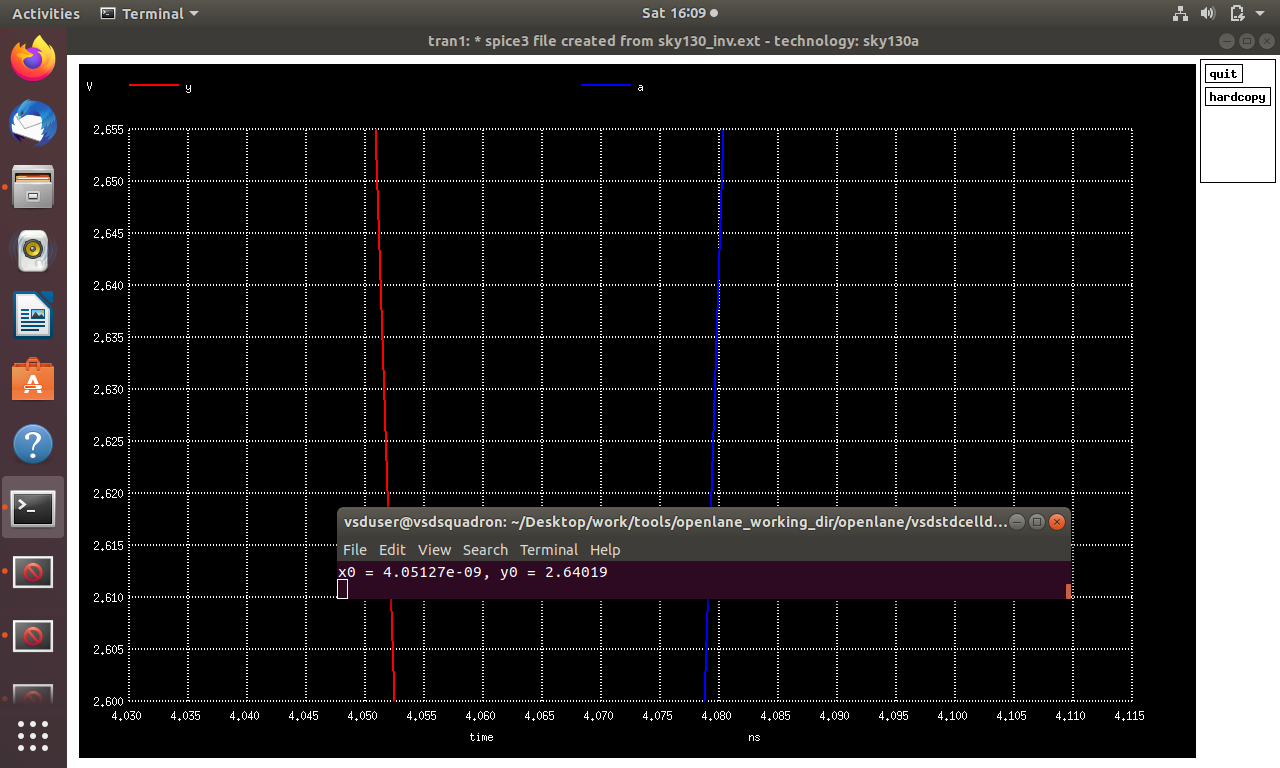 Activities Terminal Sat 16:09
tran1: * spice3 file created from sky130_inv.ext - technology: sky130a
quit
hardcopy
V y a
2.655
2.650
2.645
2.640
2.635
2.630
2.625
2.620
2.615
2.610
2.605
2.600
vsduser@vsdsquadron: ~/Desktop/work/tools/openlane_working_dir/openlane/vsdstdcelld...
File Edit View Search Terminal Help
x0 = 4.05127e-09, y0 = 2.64019
4.030 4.035 4.040 4.045 4.050 4.055 4.060 4.065 4.070 4.075 4.080 4.085 4.090 4.095 4.100 4.105 4.110 4.115
time ns